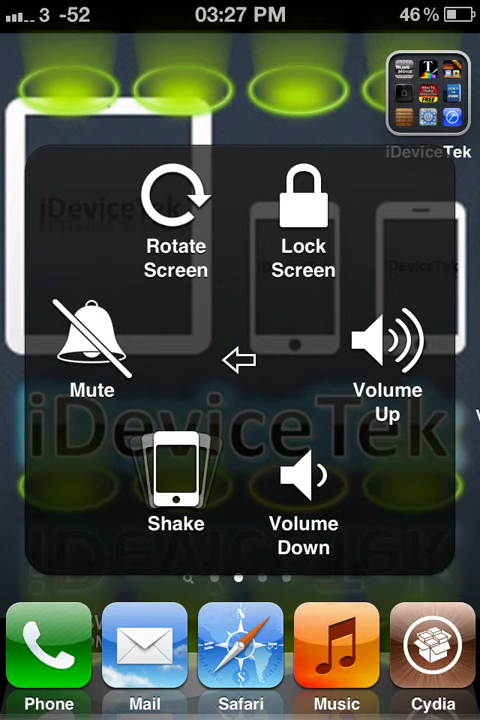 3 -52 03:27 PM 46%
iDeviceTek
iDeviceTek
Rotate
Screen
Lock
Screen
iDeviceTek
Mute
Volume
Up
iDeviceTek
Shake
Volume
Down
Phone
Mail
Safari
Music
Cydia